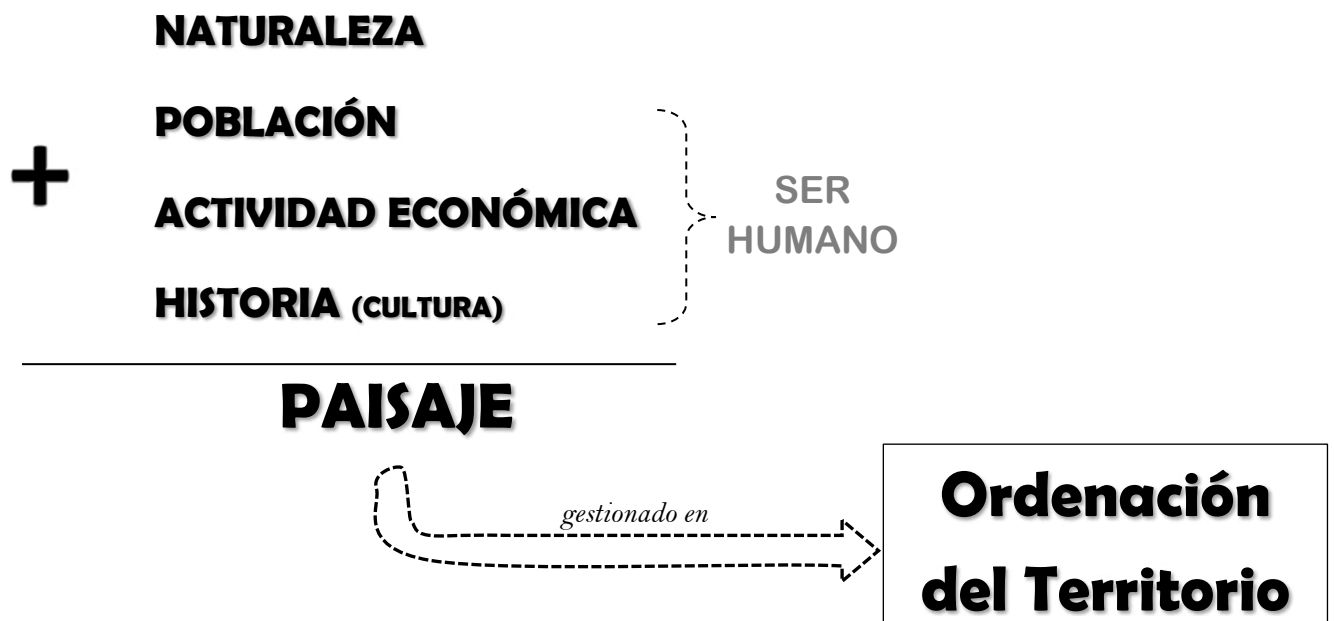 NATURALEZA
POBLACIÓN
+
ACTIVIDAD ECONÓMICA
HISTORIA (CULTURA)
SER
HUMANO
PAISAJE
gestionado en
Ordenación
del Territorio